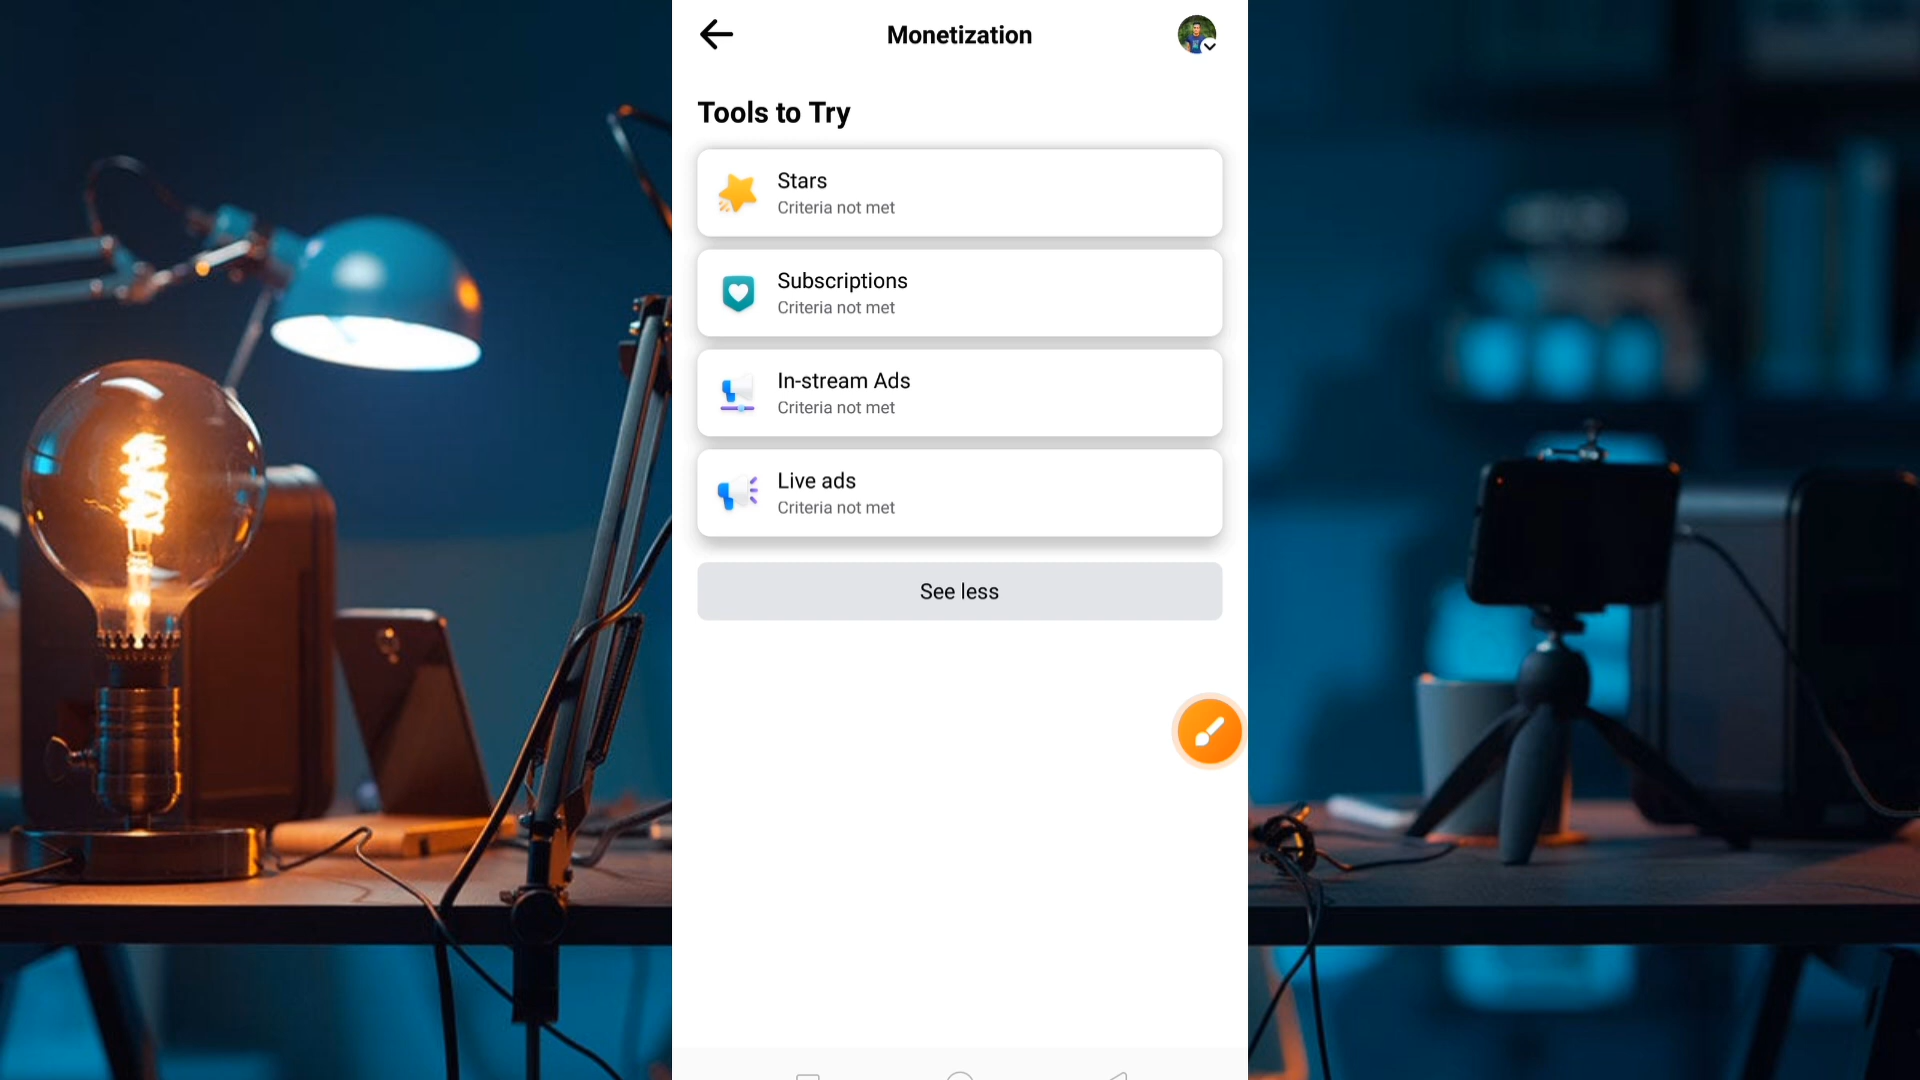 Monetization
Tools to Try
Stars
Criteria not met
Subscriptions
Criteria not met
In-stream Ads
Criteria not met
Live ads
Criteria not met
See less